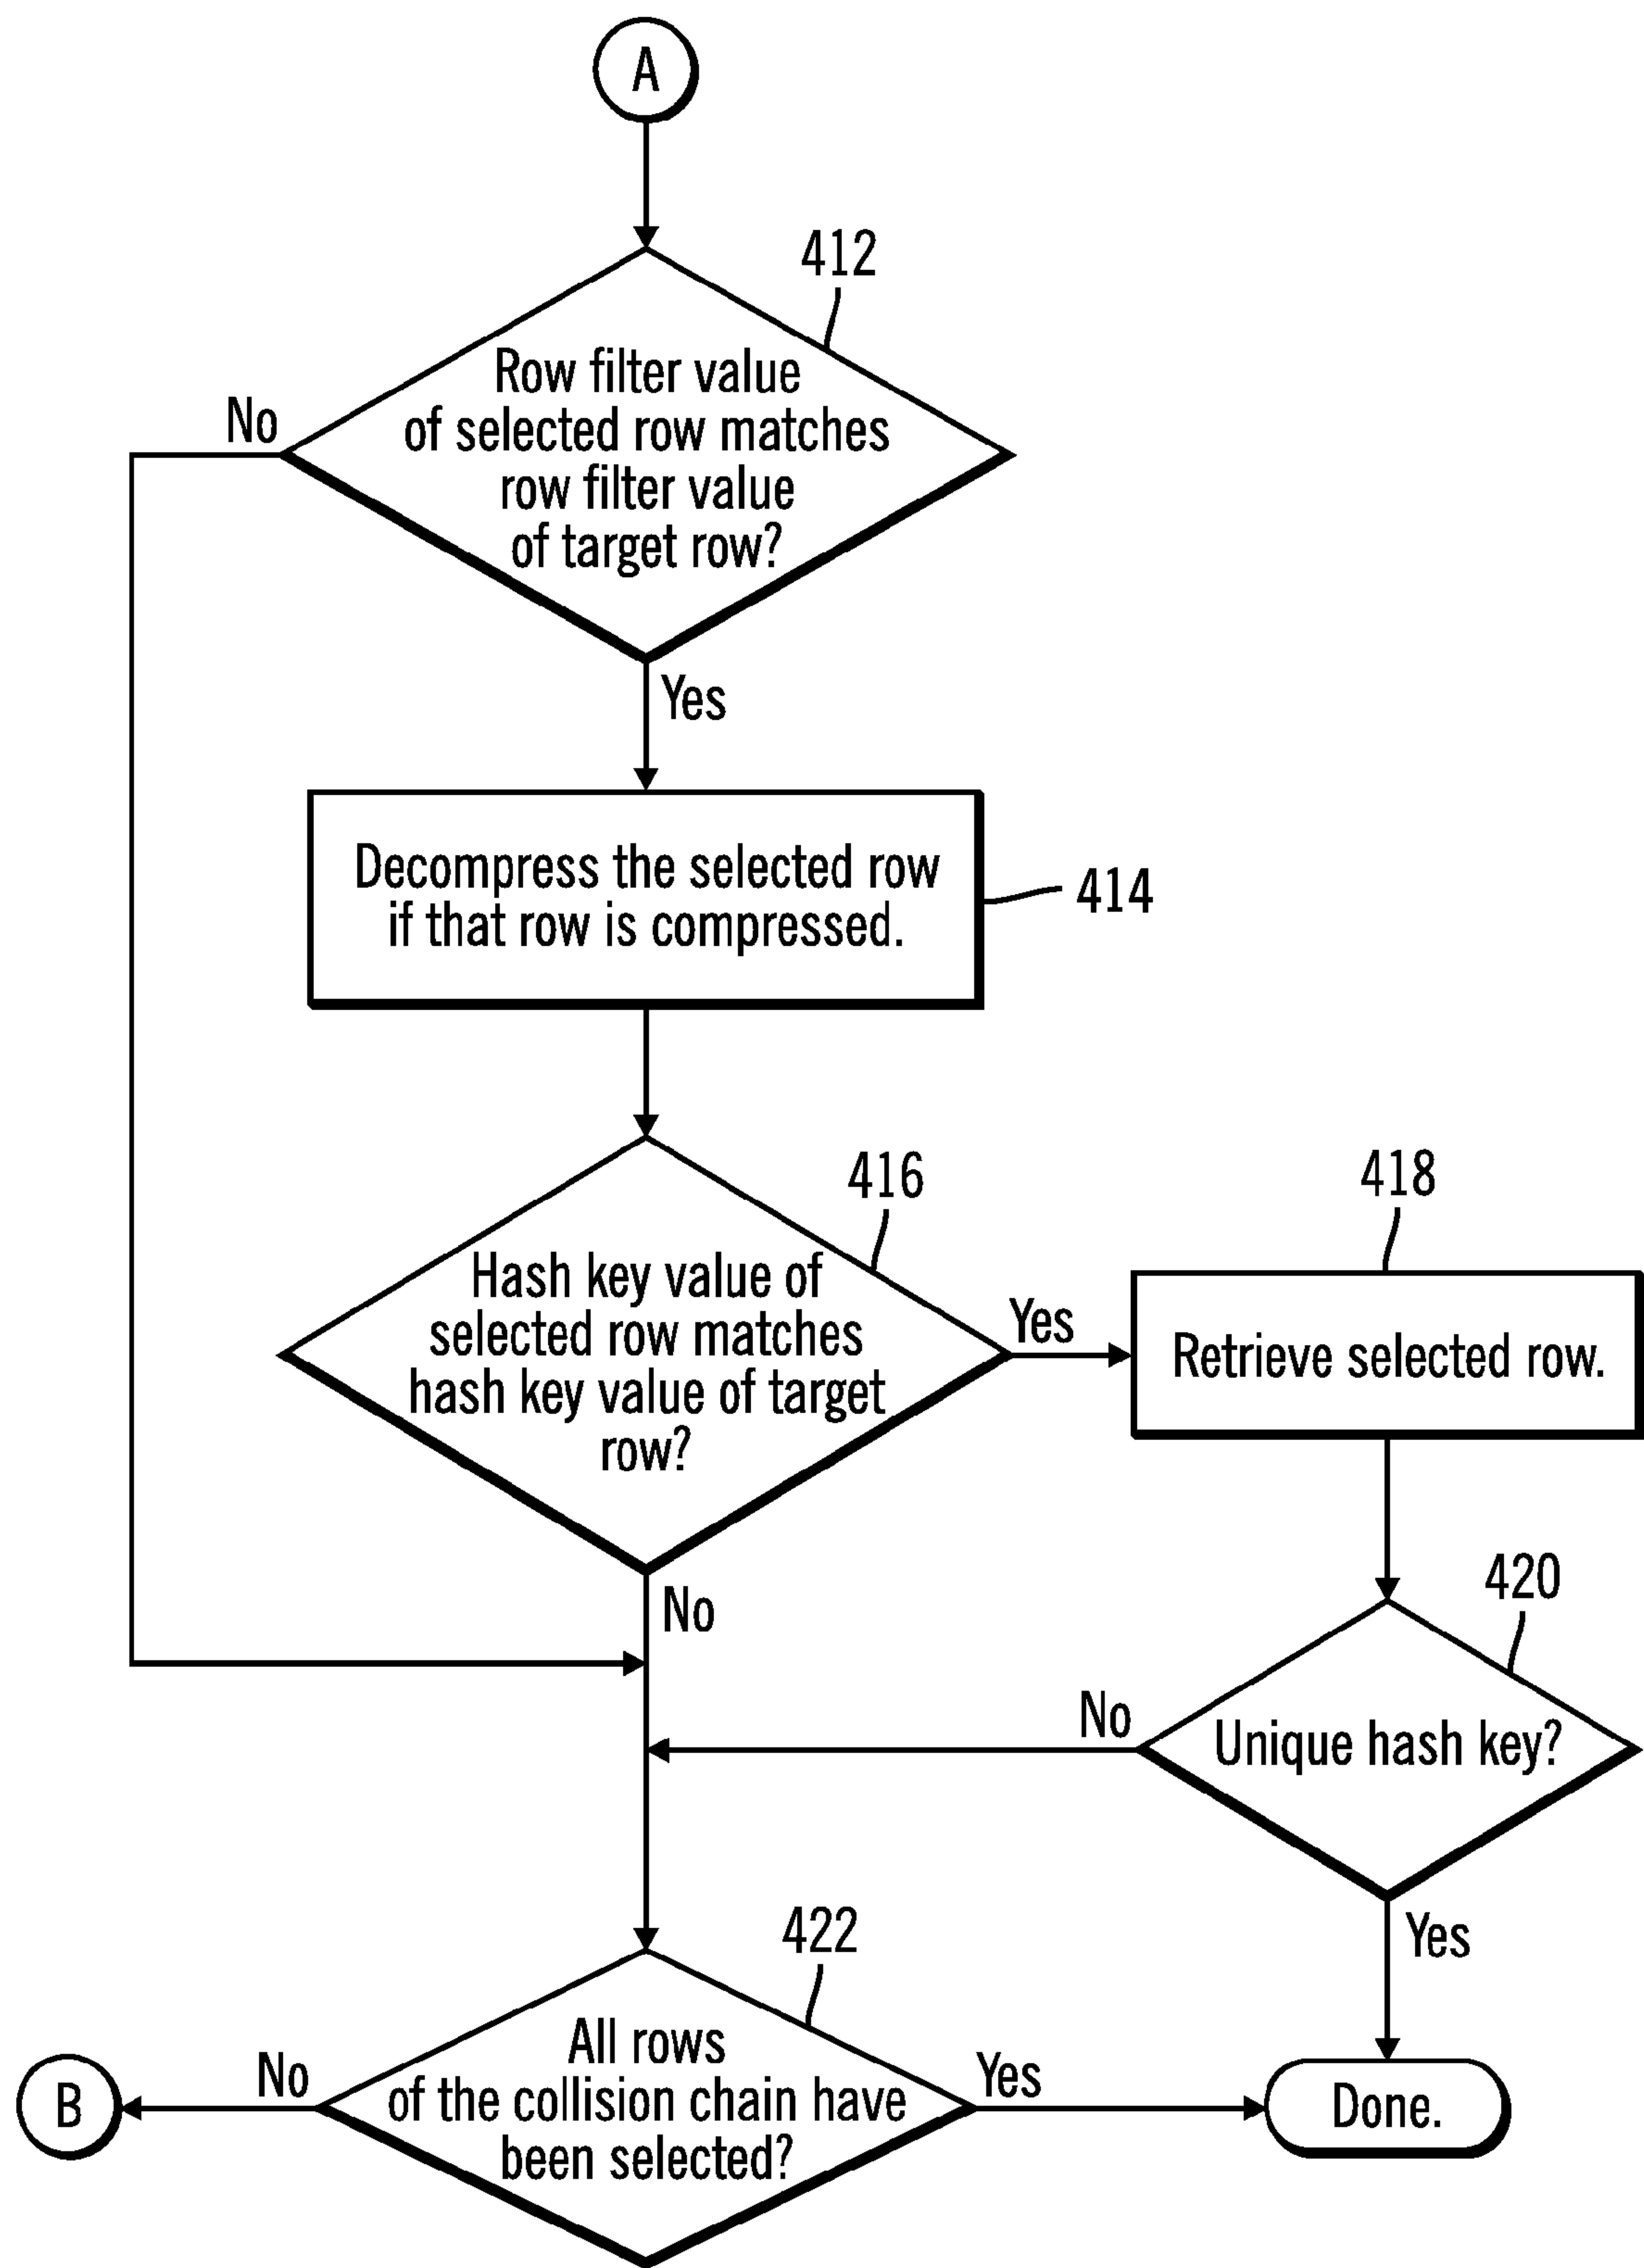 A
412
Row filter value
of selected row matches
row filter value
of target row?
No
Yes
Decompress the selected row
if that row is compressed.
414
416
Hash key value of
selected row matches
hash key value of target
row?
Yes
418
Retrieve selected row.
No
420
Unique hash key?
No
Yes
422
All rows
of the collision chain have
been selected?
No
B
Yes
Done.